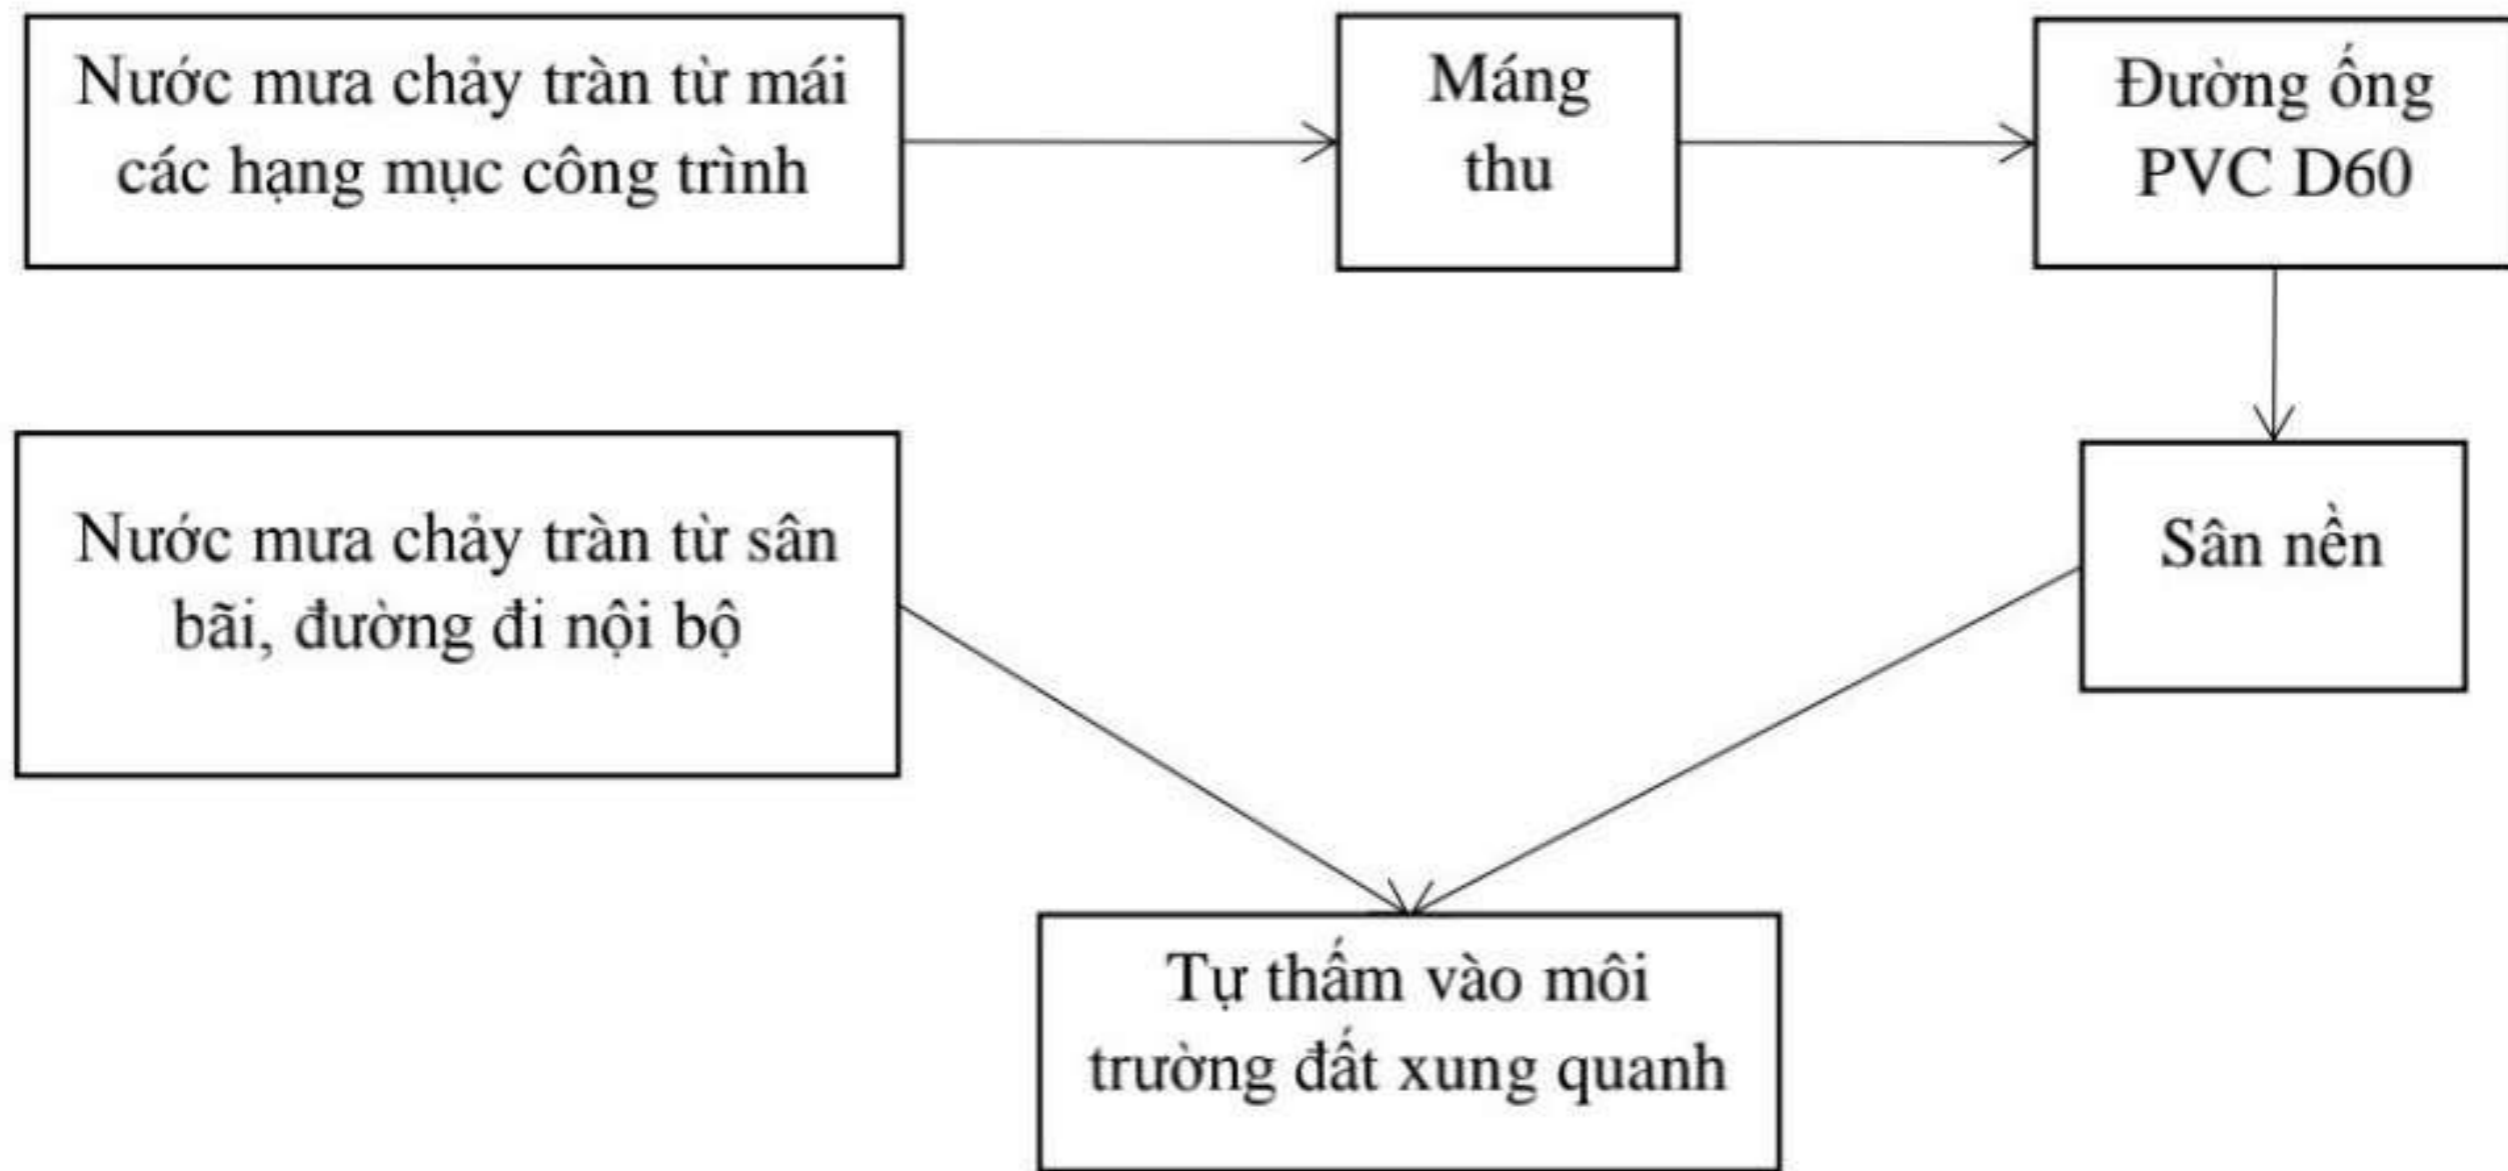 Nước mưa chảy tràn từ mái
các hạng mục công trình
Máng
thu
Đường ống
PVC D60
Nước mưa chảy tràn từ sân
bãi, đường đi nội bộ
Sân nền
Tự thấm vào môi
trường đất xung quanh